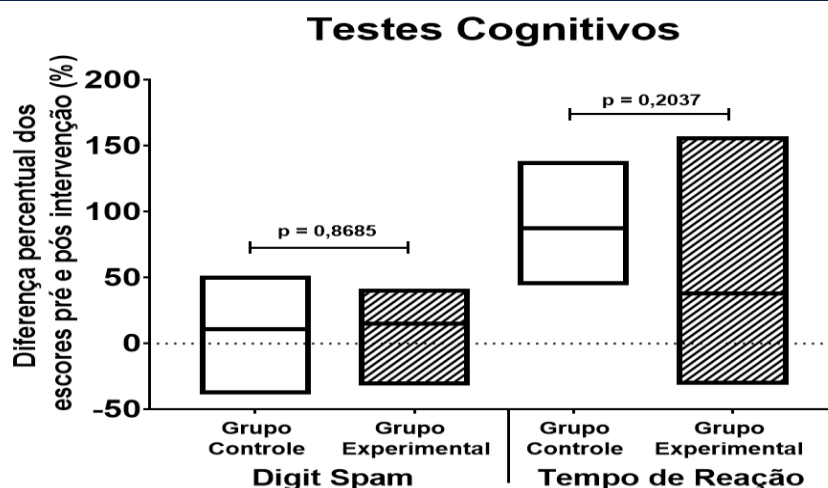 Testes Cognitivos
Diferença percentual dos
escores pré e pós intervenção (%)
200
150
100
50
0
-50
p = 0,8685
p = 0,2037
Grupo
Controle
Grupo
Experimental
Grupo
Controle
Grupo
Experimental
Digit Spam
Tempo de Reação